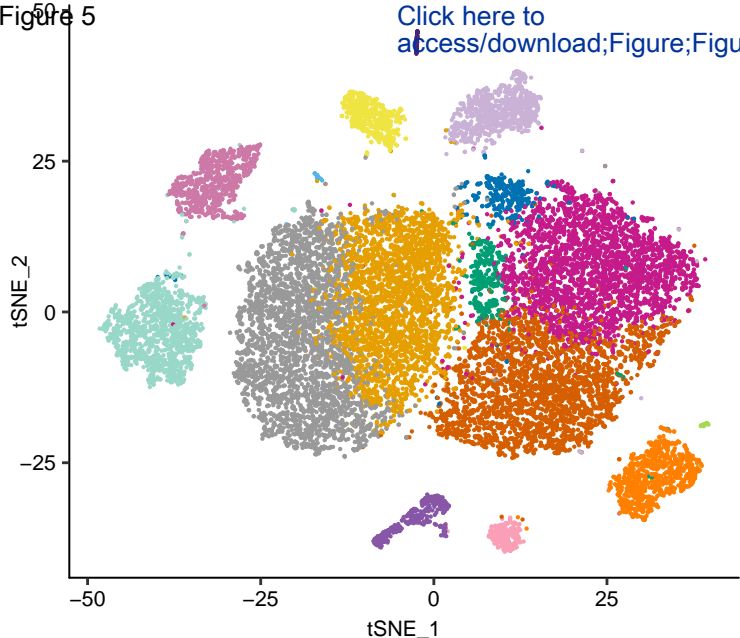 Figure 5
Click here to
access/download;Figure;Figu
50
25
0
−25
tSNE_2
−50
−25
0
25
tSNE_1